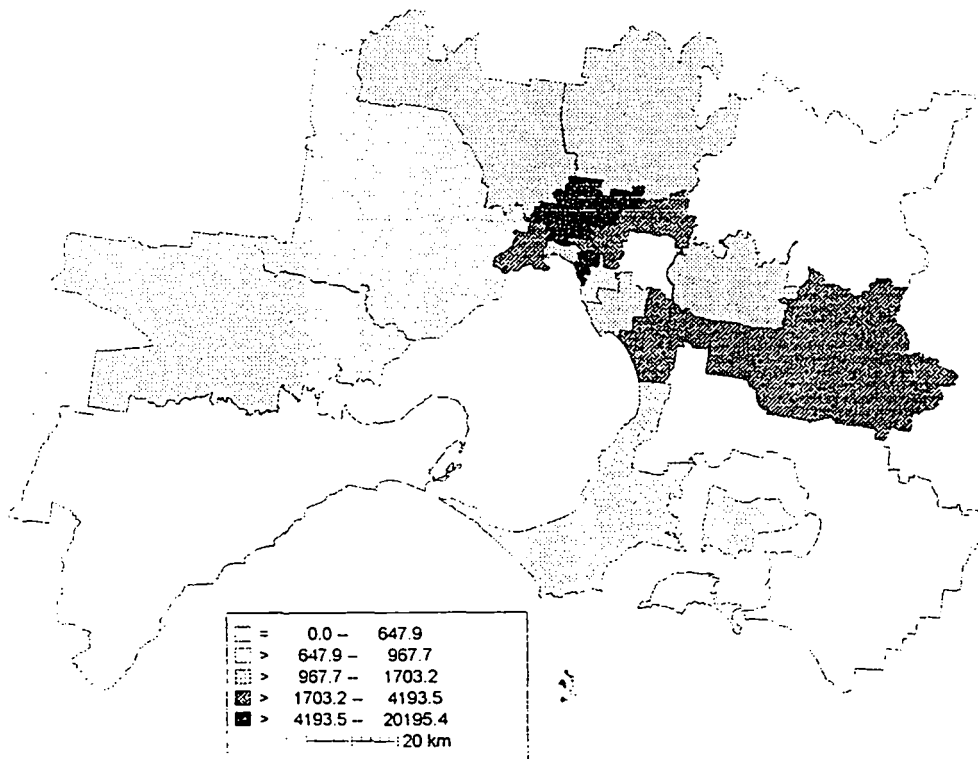 = 0.0 – 647.9
> 647.9 – 967.7
> 967.7 – 1703.2
> 1703.2 – 4193.5
> 4193.5 – 20195.4
20 km